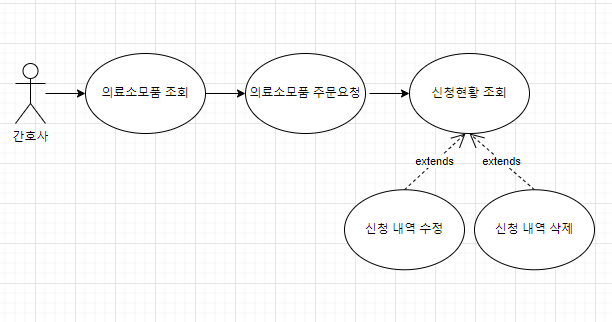 간호사
의료소모품 조회
의료소모품 주문요청
신청현황 조회
extends
extends
신청 내역 수정
신청 내역 삭제